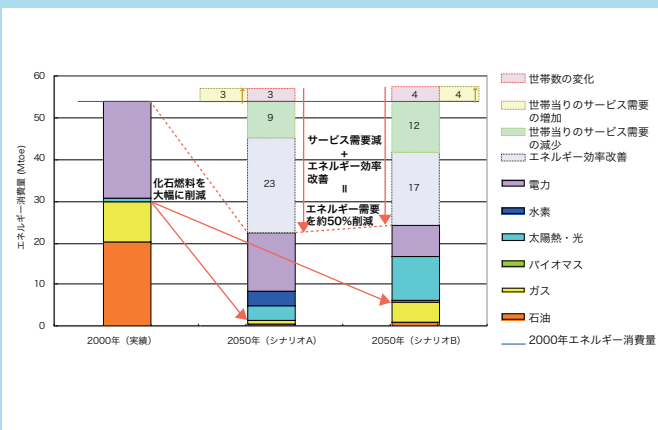 エネルギー消費量 (Mtoe)
60
50
40
30
20
10
0
3
3
9
23
4
4
12
17
化石燃料を
大幅に削減
サービス需要減
+
エネルギー効率
改善
=
エネルギー需要
を約50%削減
2000年（実績）
2050年（シナリオA）
2050年（シナリオB）
世帯数の変化
世帯当りのサービス需要
の増加
世帯当りのサービス需要
の減少
エネルギー効率改善
電力
水素
太陽熱・光
バイオマス
ガス
石油
2000年エネルギー消費量